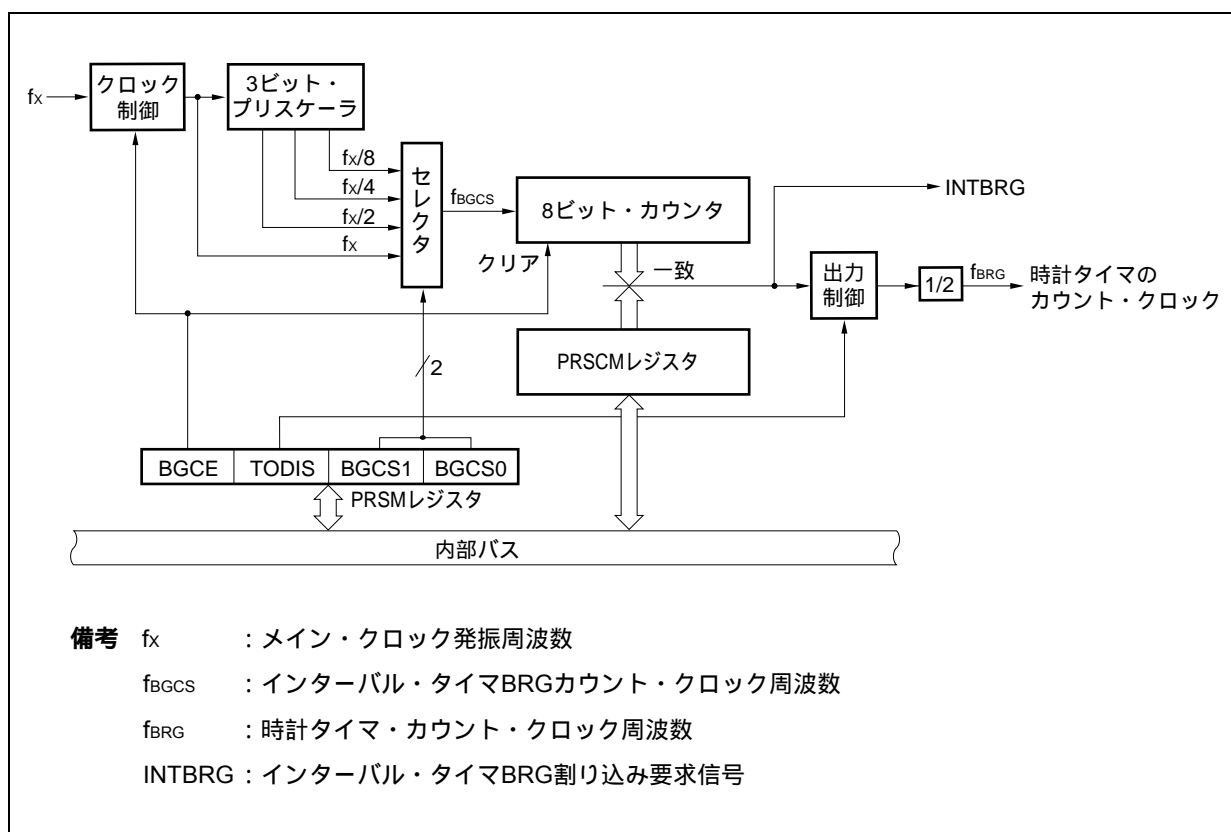 fX
クロック
制御
3ビット・
プリスケーラ
fX/8
fX/4
fX/2
fX
セレクタ
fBGCS
8ビット・カウンタ
INTBRG
クリア
一致
出力
制御
1/2
fBRG
時計タイマの
カウント・クロック
2
PRSCMレジスタ
BGCE TODIS BGCS1 BGCS0
PRSMレジスタ
内部バス
備考 fX :メイン・クロック発振周波数
fBGCS :インターバル・タイマBRGカウント・クロック周波数
fBRG :時計タイマ・カウント・クロック周波数
INTBRG:インターバル・タイマBRG割り込み要求信号